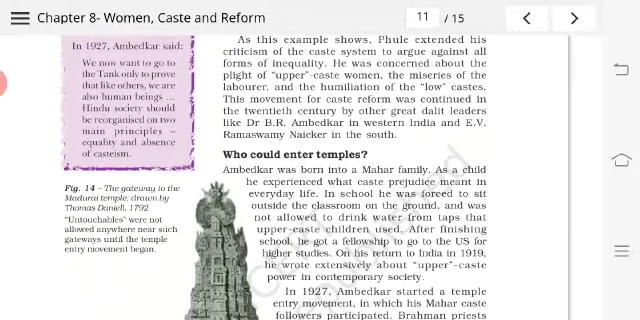 Chapter 8- Women, Caste and Reform
11 / 15
In 1927, Ambedkar said:
We now want to go to
the Tank only to prove
that like others, we are
also human beings ...
Hindu society should
be reorganised on two
main principles –
equality and absence
of casteism.
Fig. 14 – The gateway to the
Madurai temple, drawn by
Thomas Daniell, 1792
"Untouchables" were not
allowed anywhere near such
gateways until the temple
entry movement began.
As this example shows, Phule extended his
criticism of the caste system to argue against all
forms of inequality. He was concerned about the
plight of "upper"-caste women, the miseries of the
labourer, and the humiliation of the "low" castes.
This movement for caste reform was continued in
the twentieth century by other great dalit leaders
like Dr B.R. Ambedkar in western India and E.V.
Ramaswamy Naicker in the south.
Who could enter temples?
Ambedkar was born into a Mahar family. As a child
he experienced what caste prejudice meant in
everyday life. In school he was forced to sit
outside the classroom on the ground, and was
not allowed to drink water from taps that
upper-caste children used. After finishing
school, he got a fellowship to go to the US for
higher studies. On his return to India in 1919,
he wrote extensively about "upper"-caste
power in contemporary society.
In 1927, Ambedkar started a temple
entry movement, in which his Mahar caste
followers participated. Brahman priests